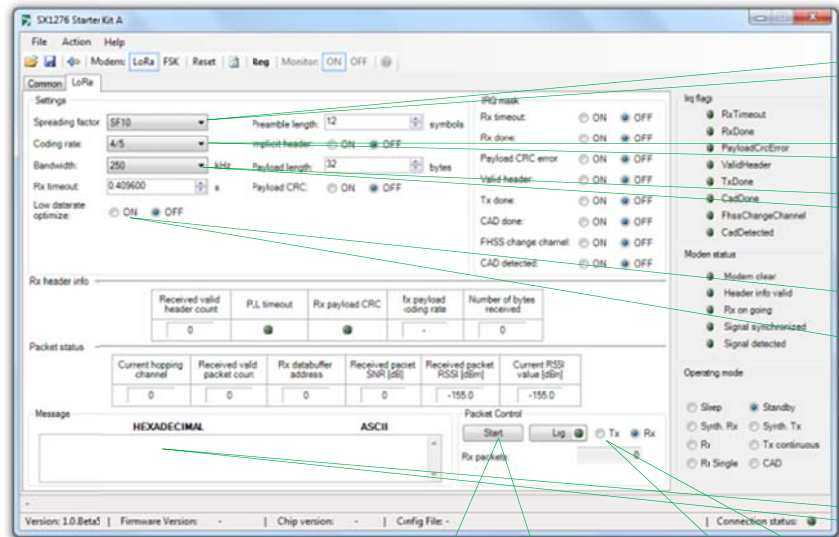 SX1276 Starter Kit A
File Action Help
Modem: LoRa FSK Reset Reg Monitor: ON OFF
Common LoRa
Settings
Spreading factor SF10
Coding rate: 4/5
Bandwidth: 250 kHz
Rx timeout: 0.409600 s
Low datarate
optimize: ON OFF
Preamble length: 12 symbols
Implicit header: ON OFF
Payload length: 32 bytes
Payload CRC: ON OFF
IRQ mask
Rx timeout: ON OFF
Rx done: ON OFF
Payload CRC error ON OFF
Valid header: ON OFF
Tx done: ON OFF
CAD done: ON OFF
FHSS change channel: ON OFF
CAD detected: ON OFF
Irq flags
RxTimeout
RxDone
PayloadCrcError
ValidHeader
TxDone
CadDone
FhssChangeChannel
CadDetected
Modem status
Modem clear
Header info valid
Rx on going
Signal synchronized
Signal detected
Operating mode
Sleep Standby
Synth. Rx Synth. Tx
Rx Tx continuous
Rx Single CAD
Rx header info
Received valid
header count
0
PLL timeout
Rx payload CRC
Rx payload
coding rate
-
Number of bytes
received
0
Packet status
Current hopping
channel
0
Received valid
packet count
0
Rx databuffer
address
0
Received pacxet
SNR [dB]
0
Received packet
RSSI [dBm]
-155.0
Current RSSI
value [dBm]
-155.0
Message
HEXADECIMAL ASCII
Packet Control
Start Log Tx Rx
Rx packets: 0
-
Version: 1.0.Beta5 Firmware Version: - Chip version: - Config File: - Connection status: